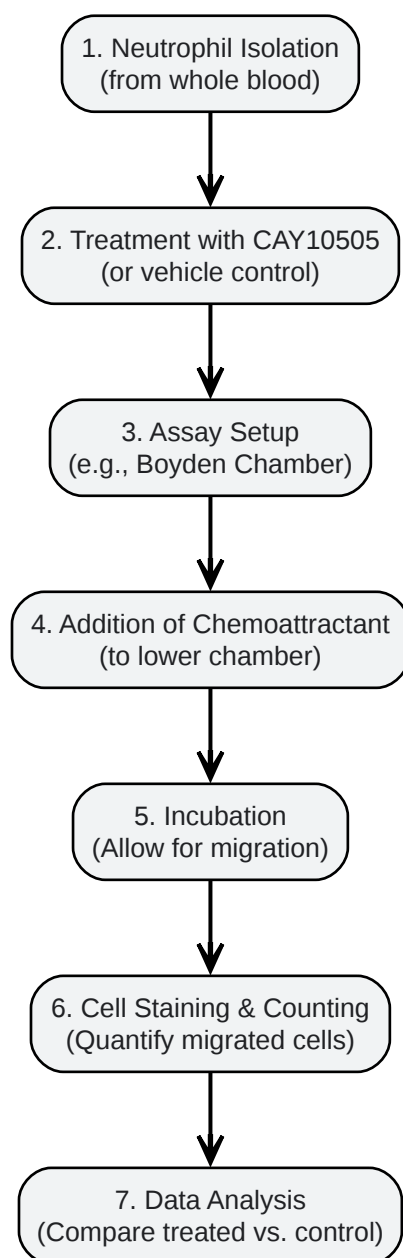 1. Neutrophil Isolation
(from whole blood)
2. Treatment with CAY10505
(or vehicle control)
3. Assay Setup
(e.g., Boyden Chamber)
4. Addition of Chemoattractant
(to lower chamber)
5. Incubation
(Allow for migration)
6. Cell Staining & Counting
(Quantify migrated cells)
7. Data Analysis
(Compare treated vs. control)